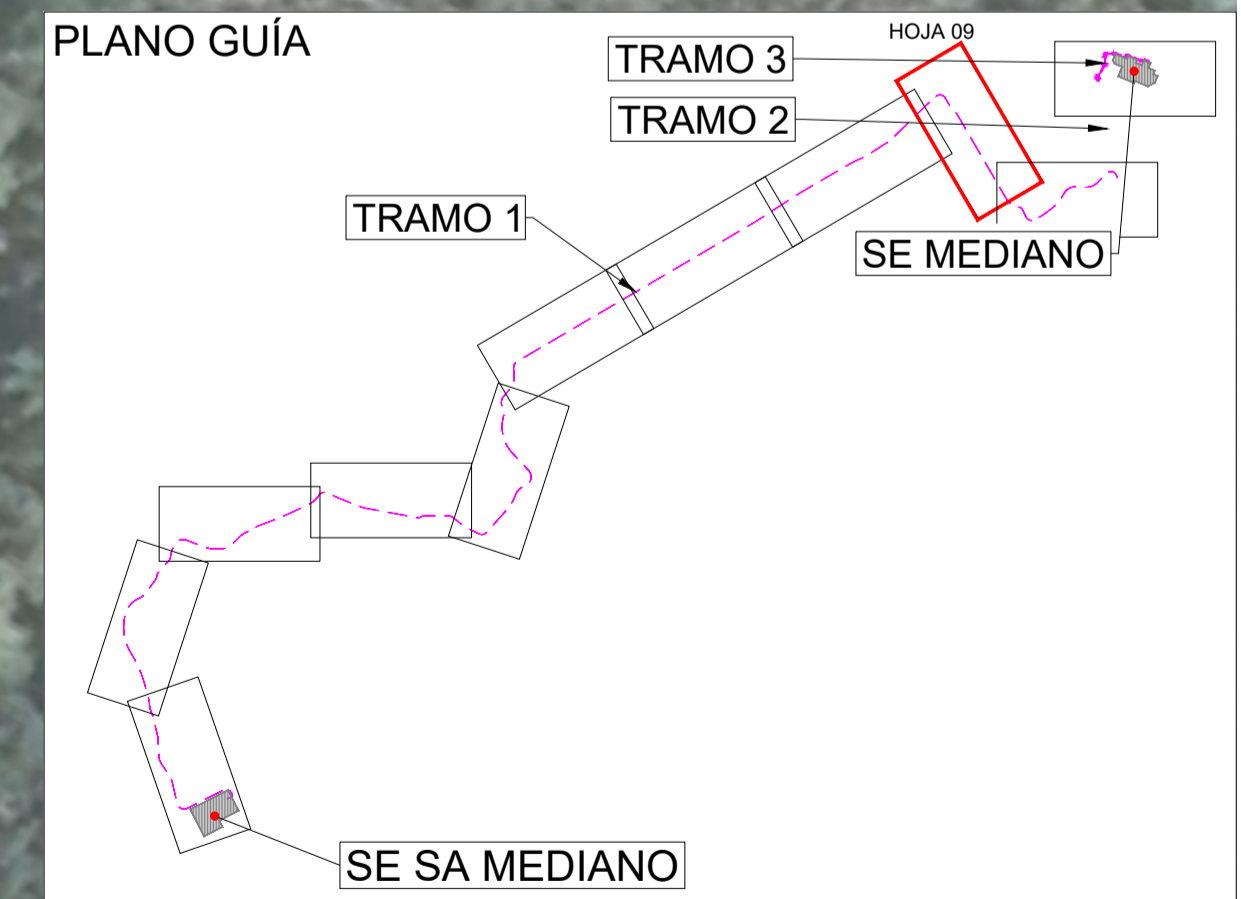 PLANO GUÍA
HOJA 09
TRAMO 3
TRAMO 2
TRAMO 1
SE MEDIANO
SE SA MEDIANO